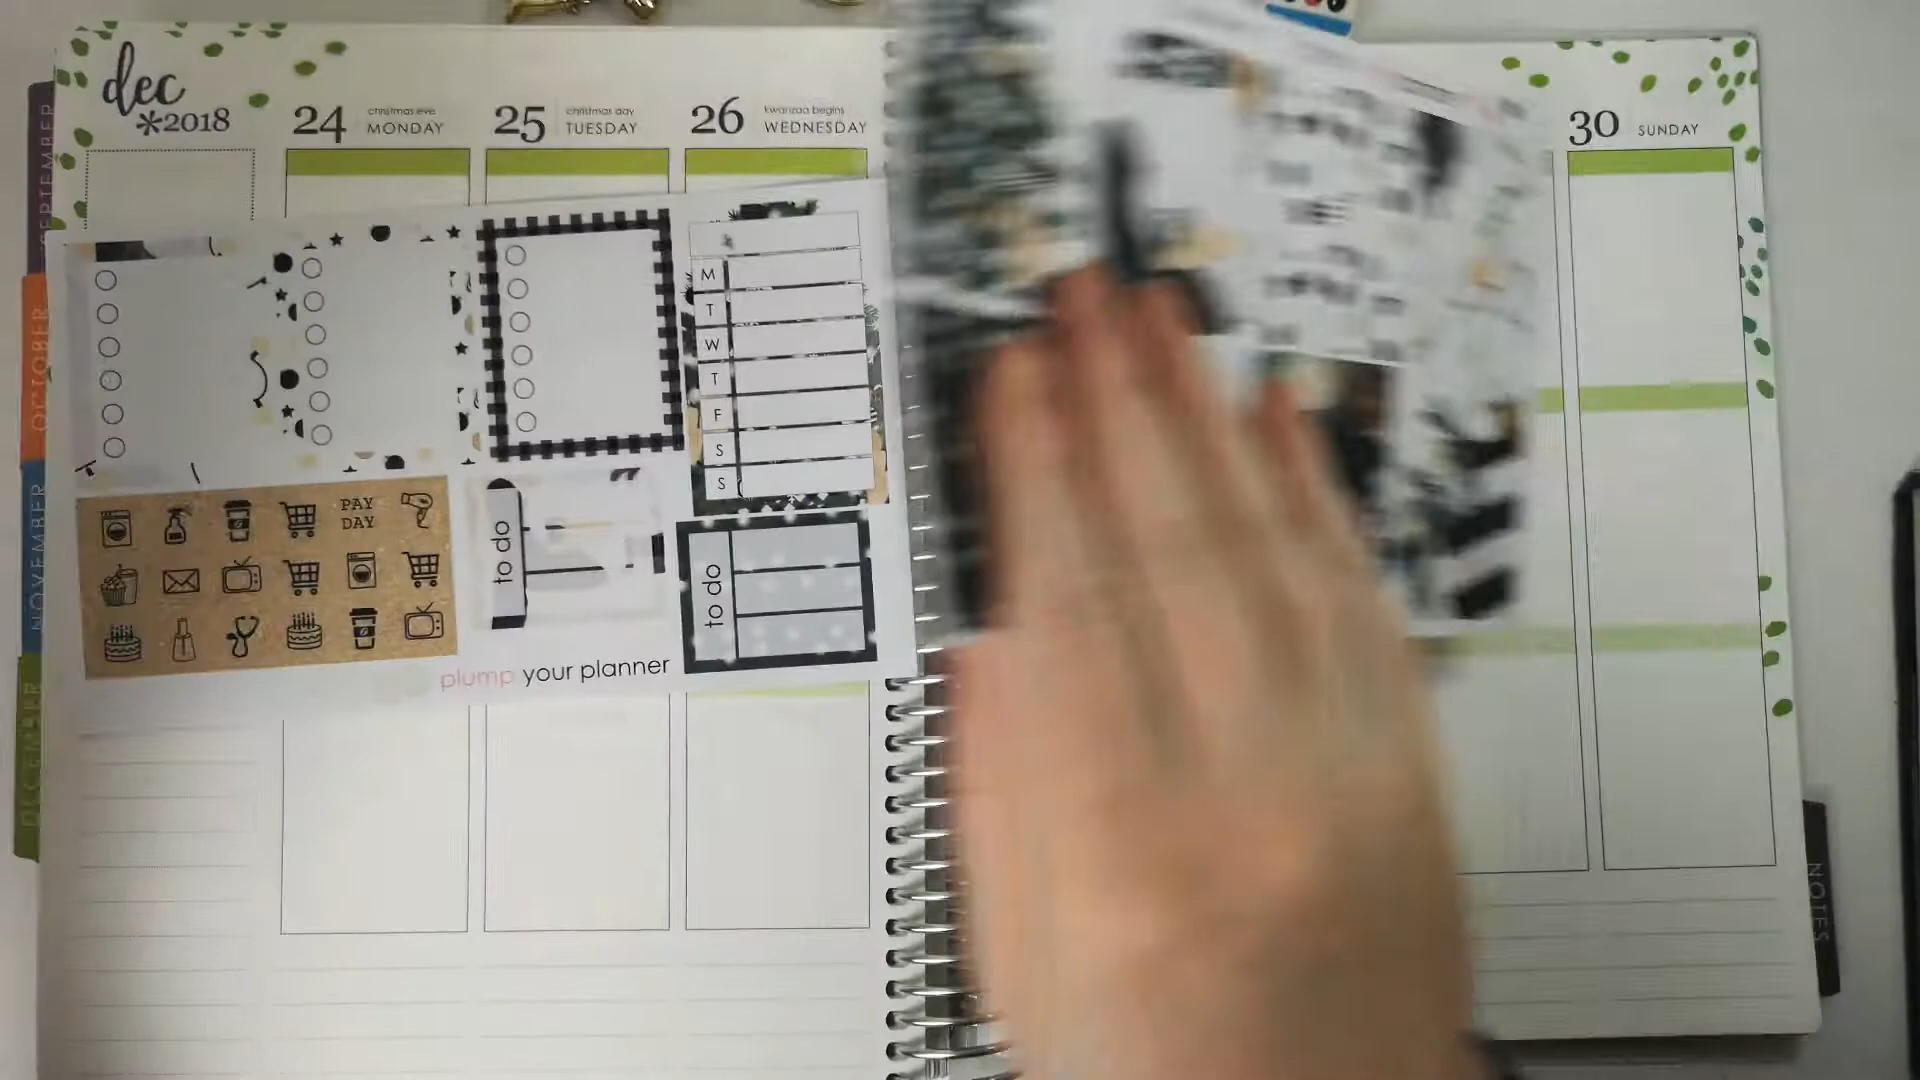 dec
*2018
24 christmas eve MONDAY
25 christmas day TUESDAY
26 kwanzaa begins WEDNESDAY
30 SUNDAY
SEPTEMBER
OCTOBER
NOVEMBER
DECEMBER
M
T
W
T
F
S
S
PAY
DAY
to do
to do
plump your planner
NOTES